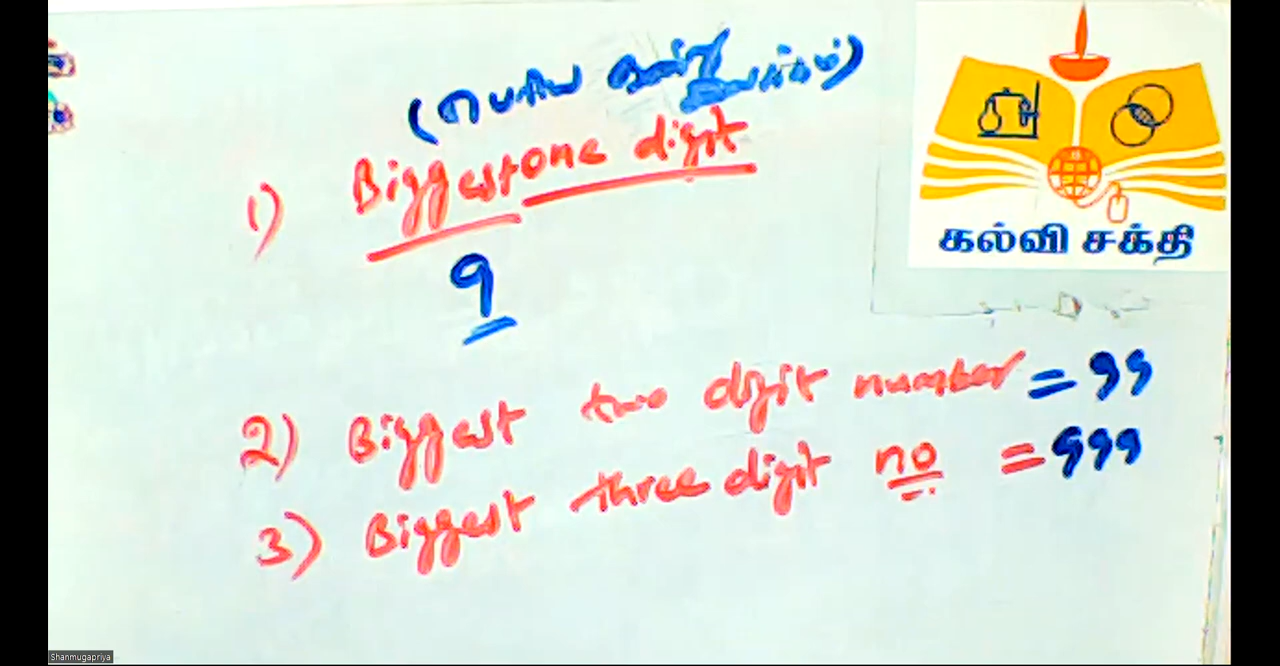 (பெரிய
1) Biggest one digit
9
2) Biggest two digit number = 99
3) Biggest three digit no = 999
கல்வி சக்தி
Shanmugapriya